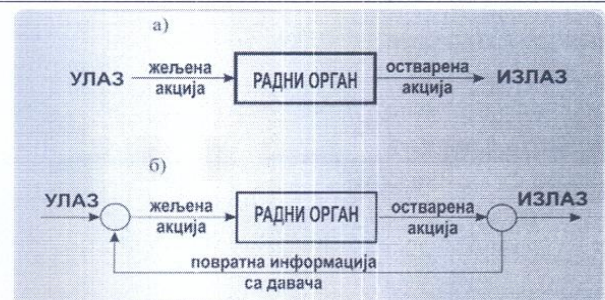 а)
УЛАЗ жељена акција РАДНИ ОРГАН остварена акција ИЗЛАЗ
б)
УЛАЗ жељена акција РАДНИ ОРГАН остварена акција ИЗЛАЗ
повратна информација
са давача